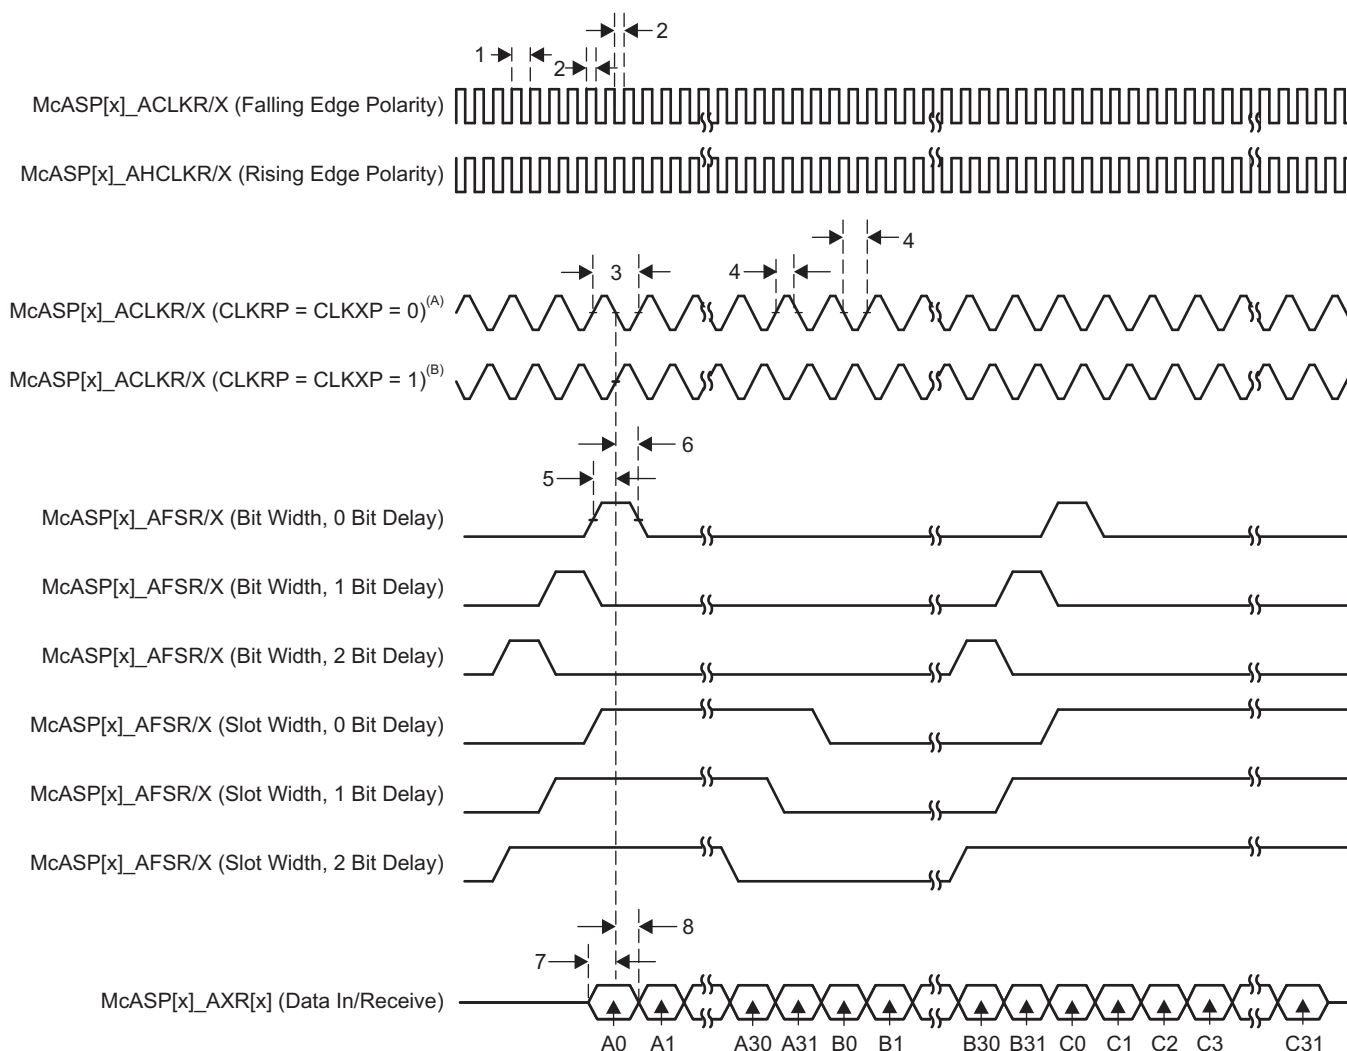 2
1
2
McASP[x]_ACLKR/X (Falling Edge Polarity)
McASP[x]_AHCLKR/X (Rising Edge Polarity)
4
3
4
McASP[x]_ACLKR/X (CLKRP = CLKXP = 0)(A)
McASP[x]_ACLKR/X (CLKRP = CLKXP = 1)(B)
6
5
McASP[x]_AFSR/X (Bit Width, 0 Bit Delay)
McASP[x]_AFSR/X (Bit Width, 1 Bit Delay)
McASP[x]_AFSR/X (Bit Width, 2 Bit Delay)
McASP[x]_AFSR/X (Slot Width, 0 Bit Delay)
McASP[x]_AFSR/X (Slot Width, 1 Bit Delay)
McASP[x]_AFSR/X (Slot Width, 2 Bit Delay)
8
7
McASP[x]_AXR[x] (Data In/Receive)
A0 A1 A30 A31 B0 B1 B30 B31 C0 C1 C2 C3 C31